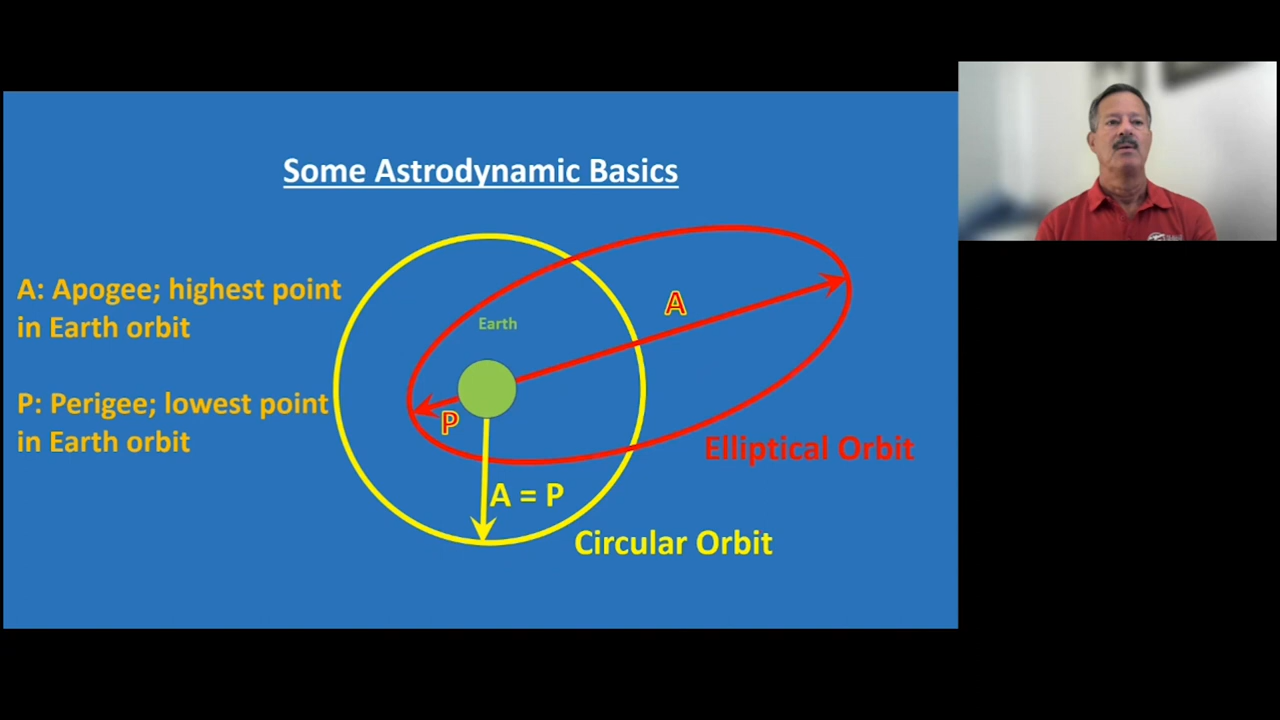 Some Astrodynamic Basics
A: Apogee; highest point
in Earth orbit
P: Perigee; lowest point
in Earth orbit
Earth
A
P
A = P
Elliptical Orbit
Circular Orbit